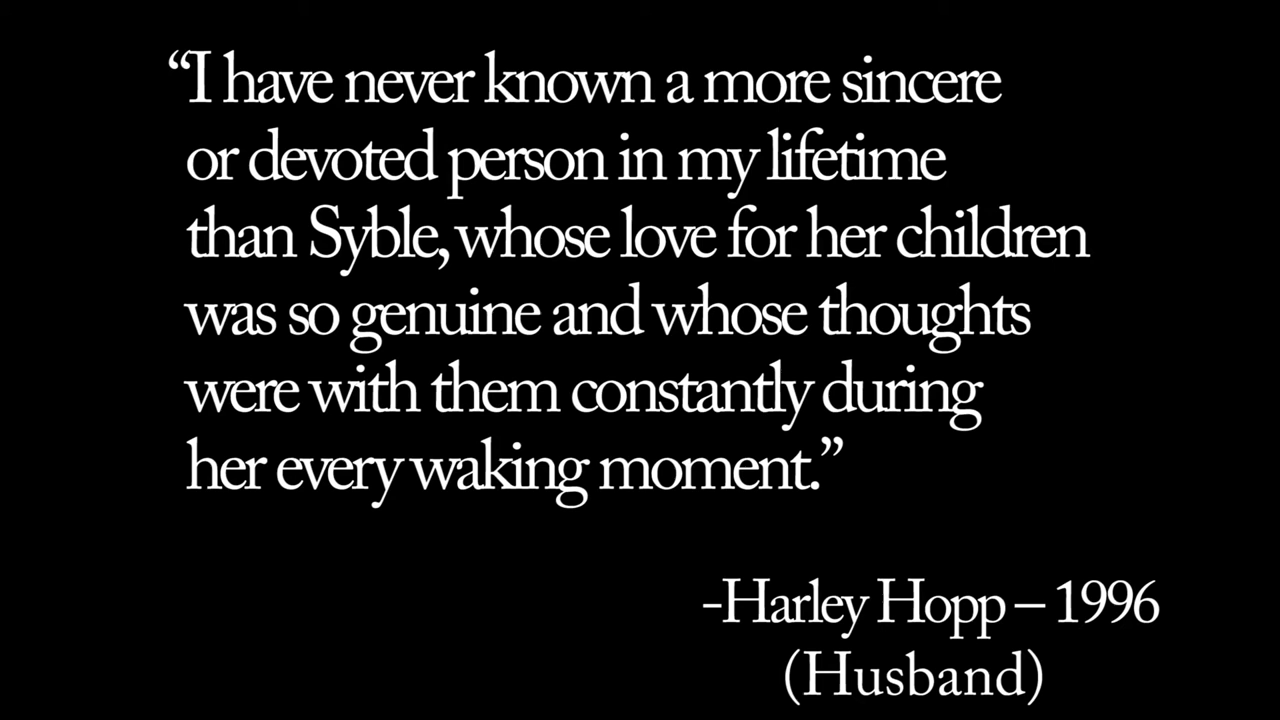 “I have never known a more sincere
or devoted person in my lifetime
than Syble, whose love for her children
was so genuine and whose thoughts
were with them constantly during
her every waking moment.”
-Harley Hopp – 1996
(Husband)